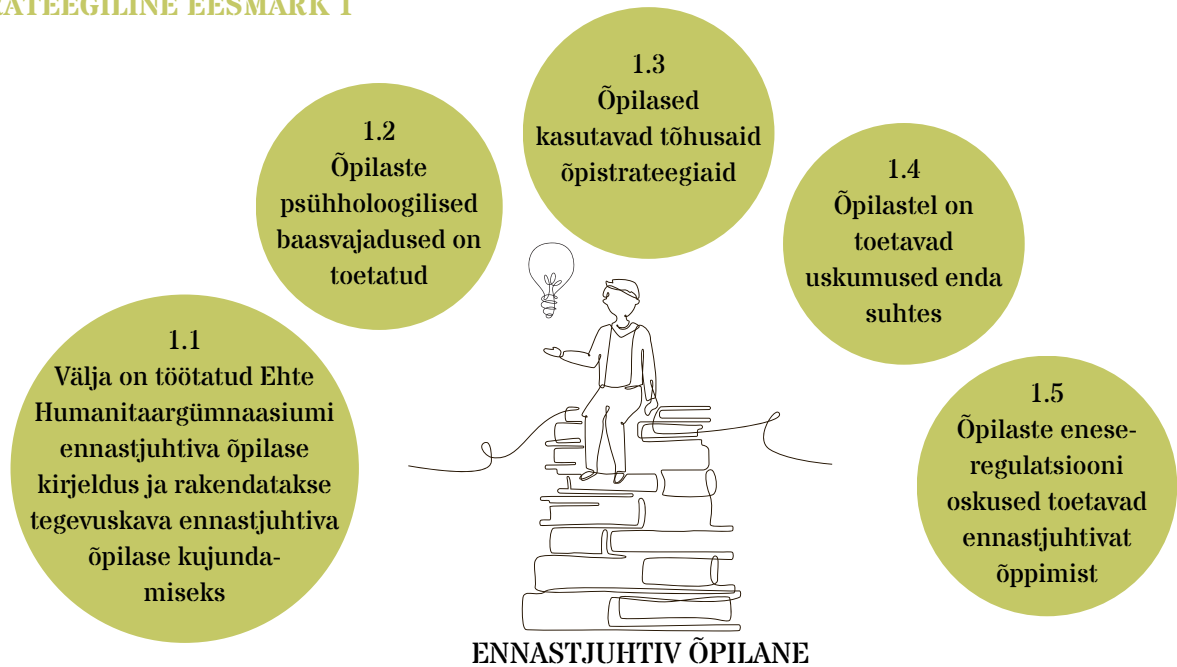 RATEEGILINE EESMÄRK 1
1.1
Välja on töötatud Ehte
Humanitaargümnaasiumi
ennastjuhtiva õpilase
kirjeldus ja rakendatakse
tegevuskava ennastjuhtiva
õpilase kujunda-
miseks
1.2
Õpilaste
psühholoogilised
baasvajadused on
toetatud
1.3
Õpilased
kasutavad tõhusaid
õpistrateegiaid
1.4
Õpilastel on
toetavad
uskumused enda
suhtes
1.5
Õpilaste enese-
regulatsiooni
oskused toetavad
ennastjuhtivat
õppimist
ENNASTJUHTIV ÕPILANE